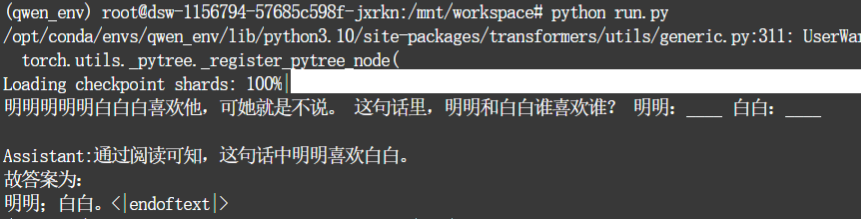 (qwen_env) root@dsw-1156794-57685c598f-jxrkn:/mnt/workspace# python run.py
/opt/conda/envs/qwen_env/lib/python3.10/site-packages/transformers/utils/generic.py:311: UserWar
torch.utils._pytree._register_pytree_node(
Loading checkpoint shards: 100%|
明明明明明白白白喜欢他，可她就是不说。 这句话里，明明和白白谁喜欢谁？ 明明：____ 白白：____
Assistant:通过阅读可知，这句话中明明喜欢白白。
故答案为：
明明；白白。<|endoftext|>